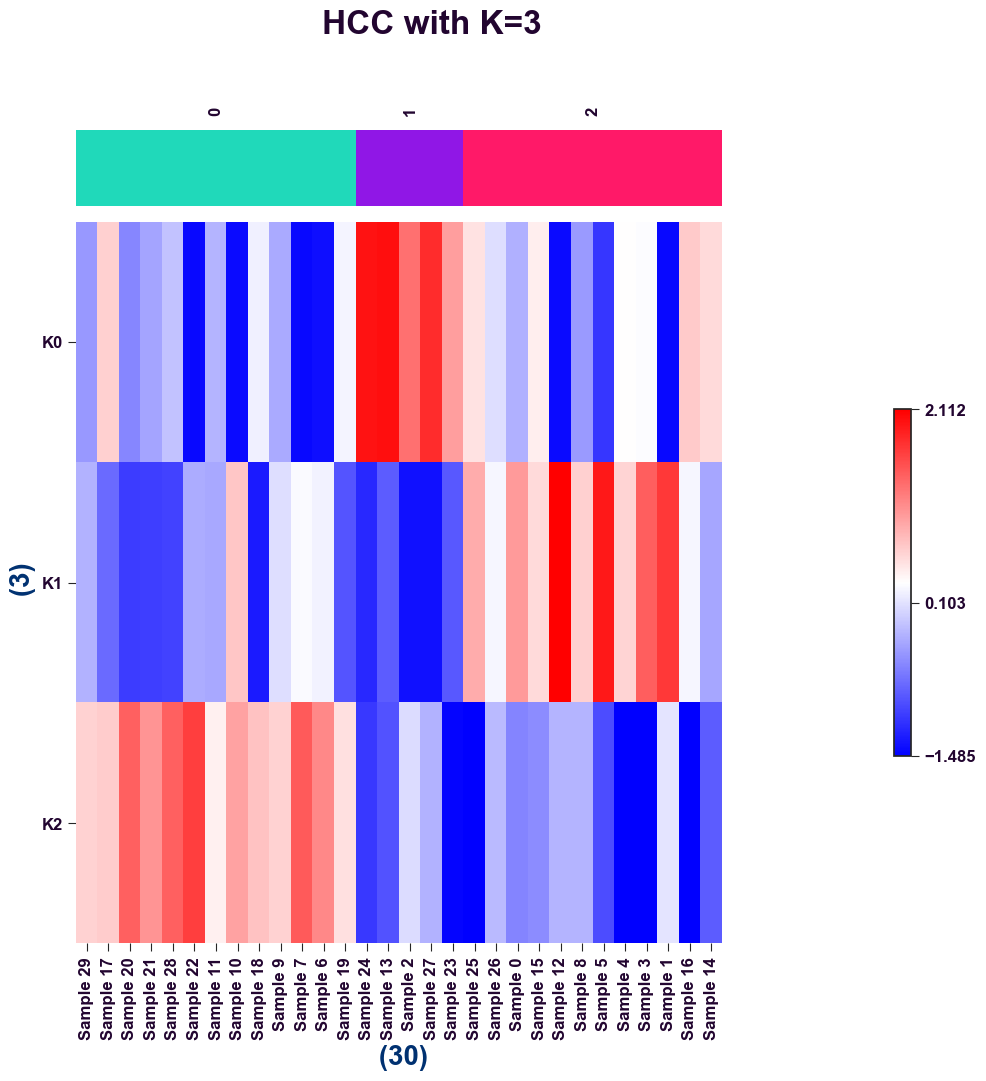 HCC with K=3
0
1
2
K0
K1
K2
(3)
2.112
0.103
−1.485
Sample 29
Sample 17
Sample 20
Sample 21
Sample 28
Sample 22
Sample 11
Sample 10
Sample 18
Sample 9
Sample 7
Sample 6
Sample 19
Sample 24
Sample 13
Sample 2
Sample 27
Sample 23
Sample 25
Sample 26
Sample 0
Sample 15
Sample 12
Sample 8
Sample 5
Sample 4
Sample 3
Sample 1
Sample 16
Sample 14
(30)